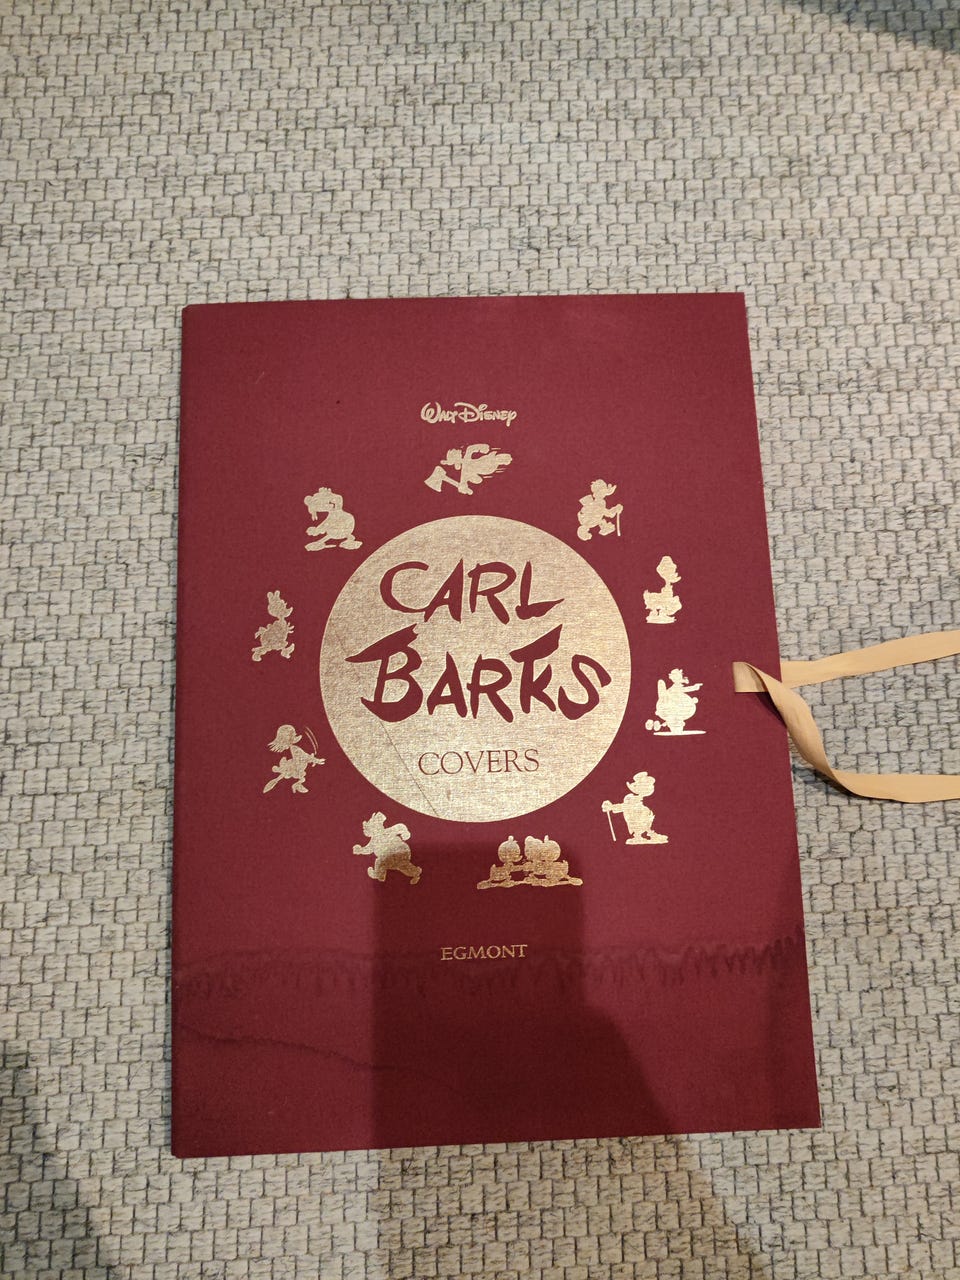 Walt Disney
CARL
BARKS
COVERS
EGMONT